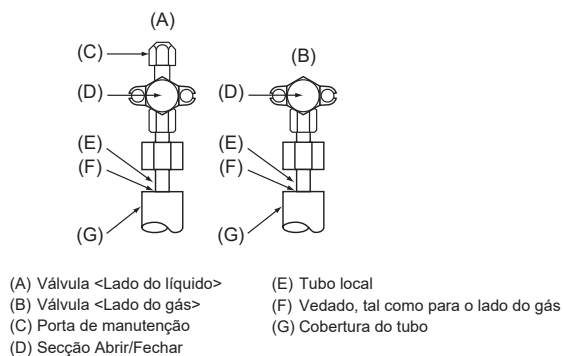 (A)
(C)
(B)
(D)
(D)
(E)
(E)
(F)
(F)
(G)
(G)
(A) Válvula <Lado do líquido>
(B) Válvula <Lado do gás>
(C) Porta de manutenção
(D) Secção Abrir/Fechar
(E) Tubo local
(F) Vedado, tal como para o lado do gás
(G) Cobertura do tubo